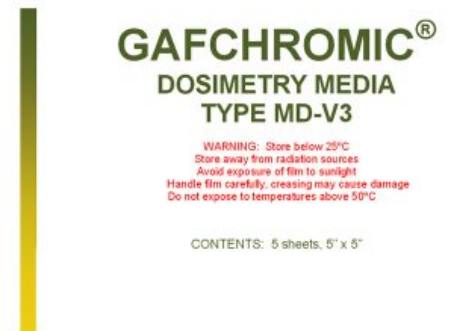 GAFCHROMIC®
DOSIMETRY MEDIA
TYPE MD-V3
WARNING: Store below 25ºC
Store away from radiation sources
Avoid exposure of film to sunlight
Handle film carefully, creasing may cause damage
Do not expose to temperatures above 50ºC
CONTENTS: 5 sheets, 5" x 5"